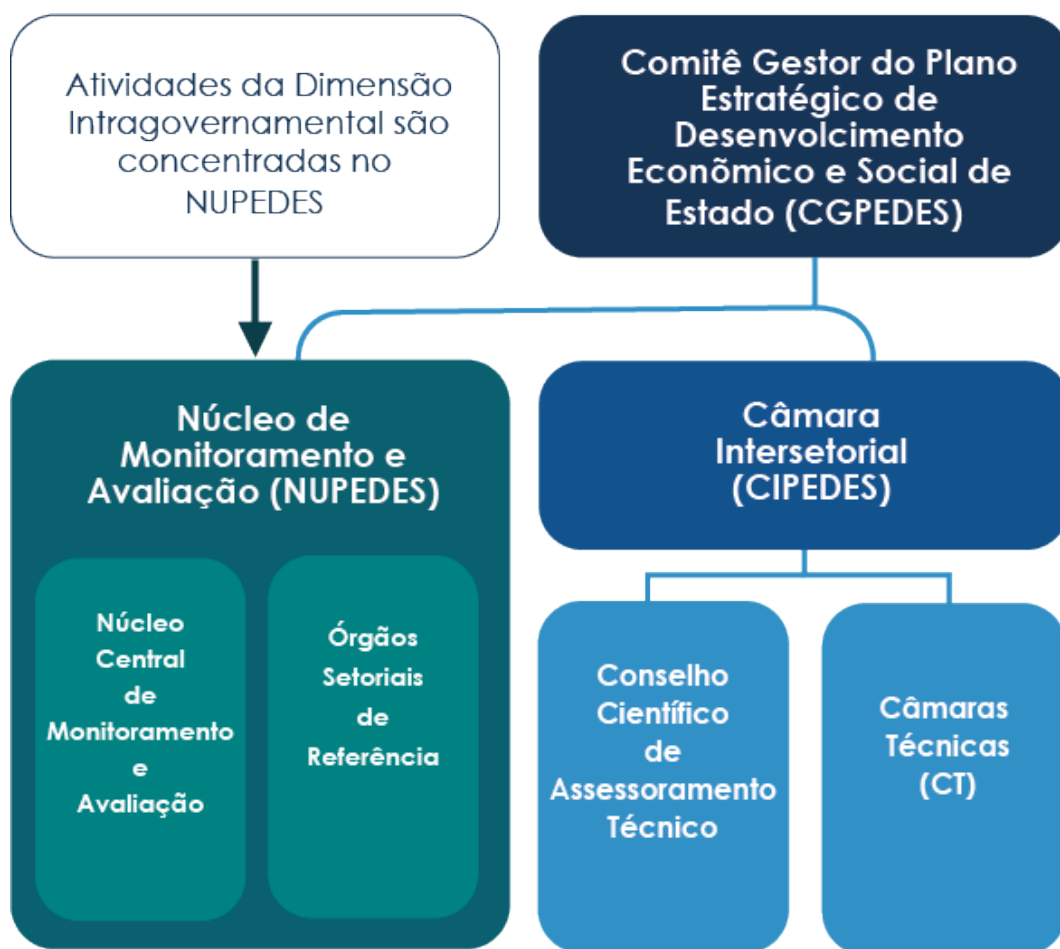 Atividades da Dimensão
Intragovernamental são
concentradas no
NUPEDES
Comitê Gestor do Plano
Estratégico de
Desenvolcimento
Econõmico e Social de
Estado (CGPEDES)
Núcleo de
Monitoramento e
Avaliação (NUPEDES)
Câmara
Intersetorial
(CIPEDES)
Núcleo
Central
de
Monitoramento
e
Avaliação
Órgãos
Setoriais
de
Referência
Conselho
Científico
de
Assessoramento
Técnico
Câmaras
Técnicas
(CT)